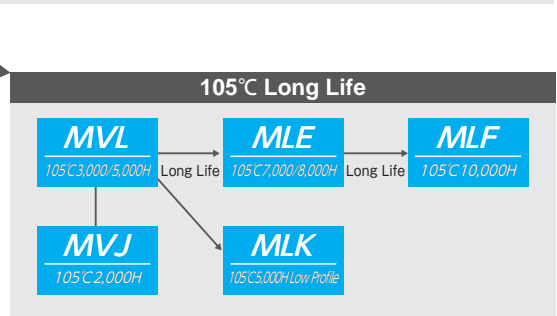 105℃ Long Life
MVL
105℃3,000/5,000H
Long Life
MLE
105℃7,000/8,000H
Long Life
MLF
105℃10,000H
MVJ
105℃2,000H
MLK
105℃5,000H Low Profile